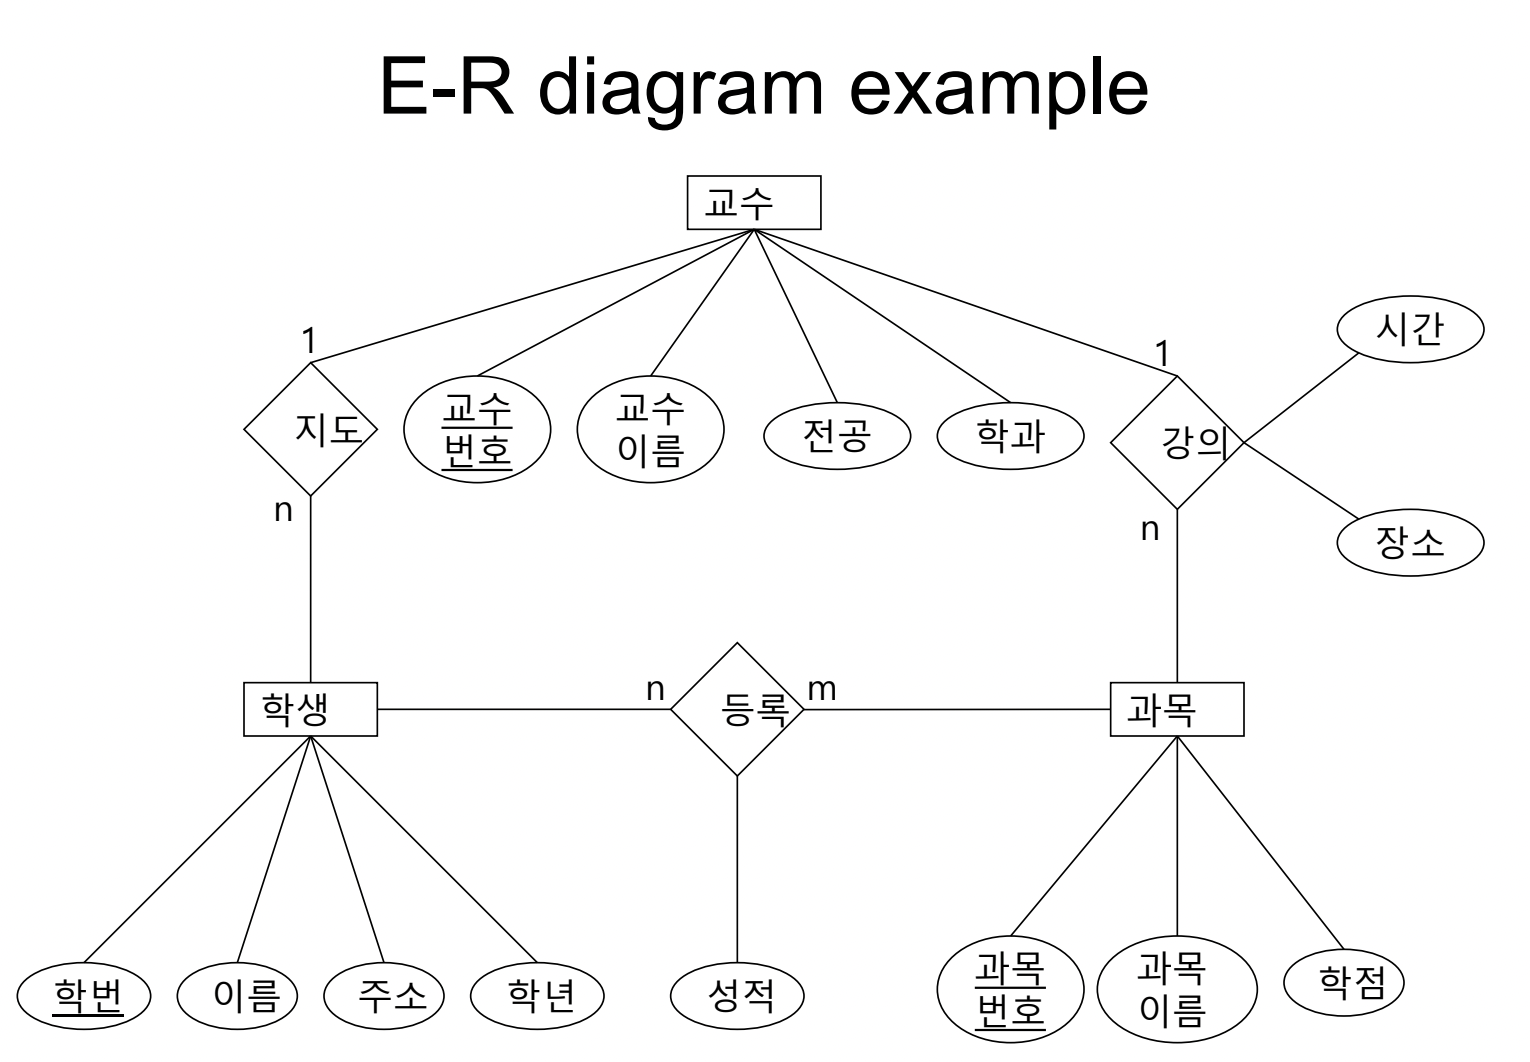 E-R diagram example
교수
1
1
시간
지도
교수
번호
교수
이름
전공
학과
강의
n
n
장소
학생
n
등록
m
과목
학번
이름
주소
학년
성적
과목
번호
과목
이름
학점